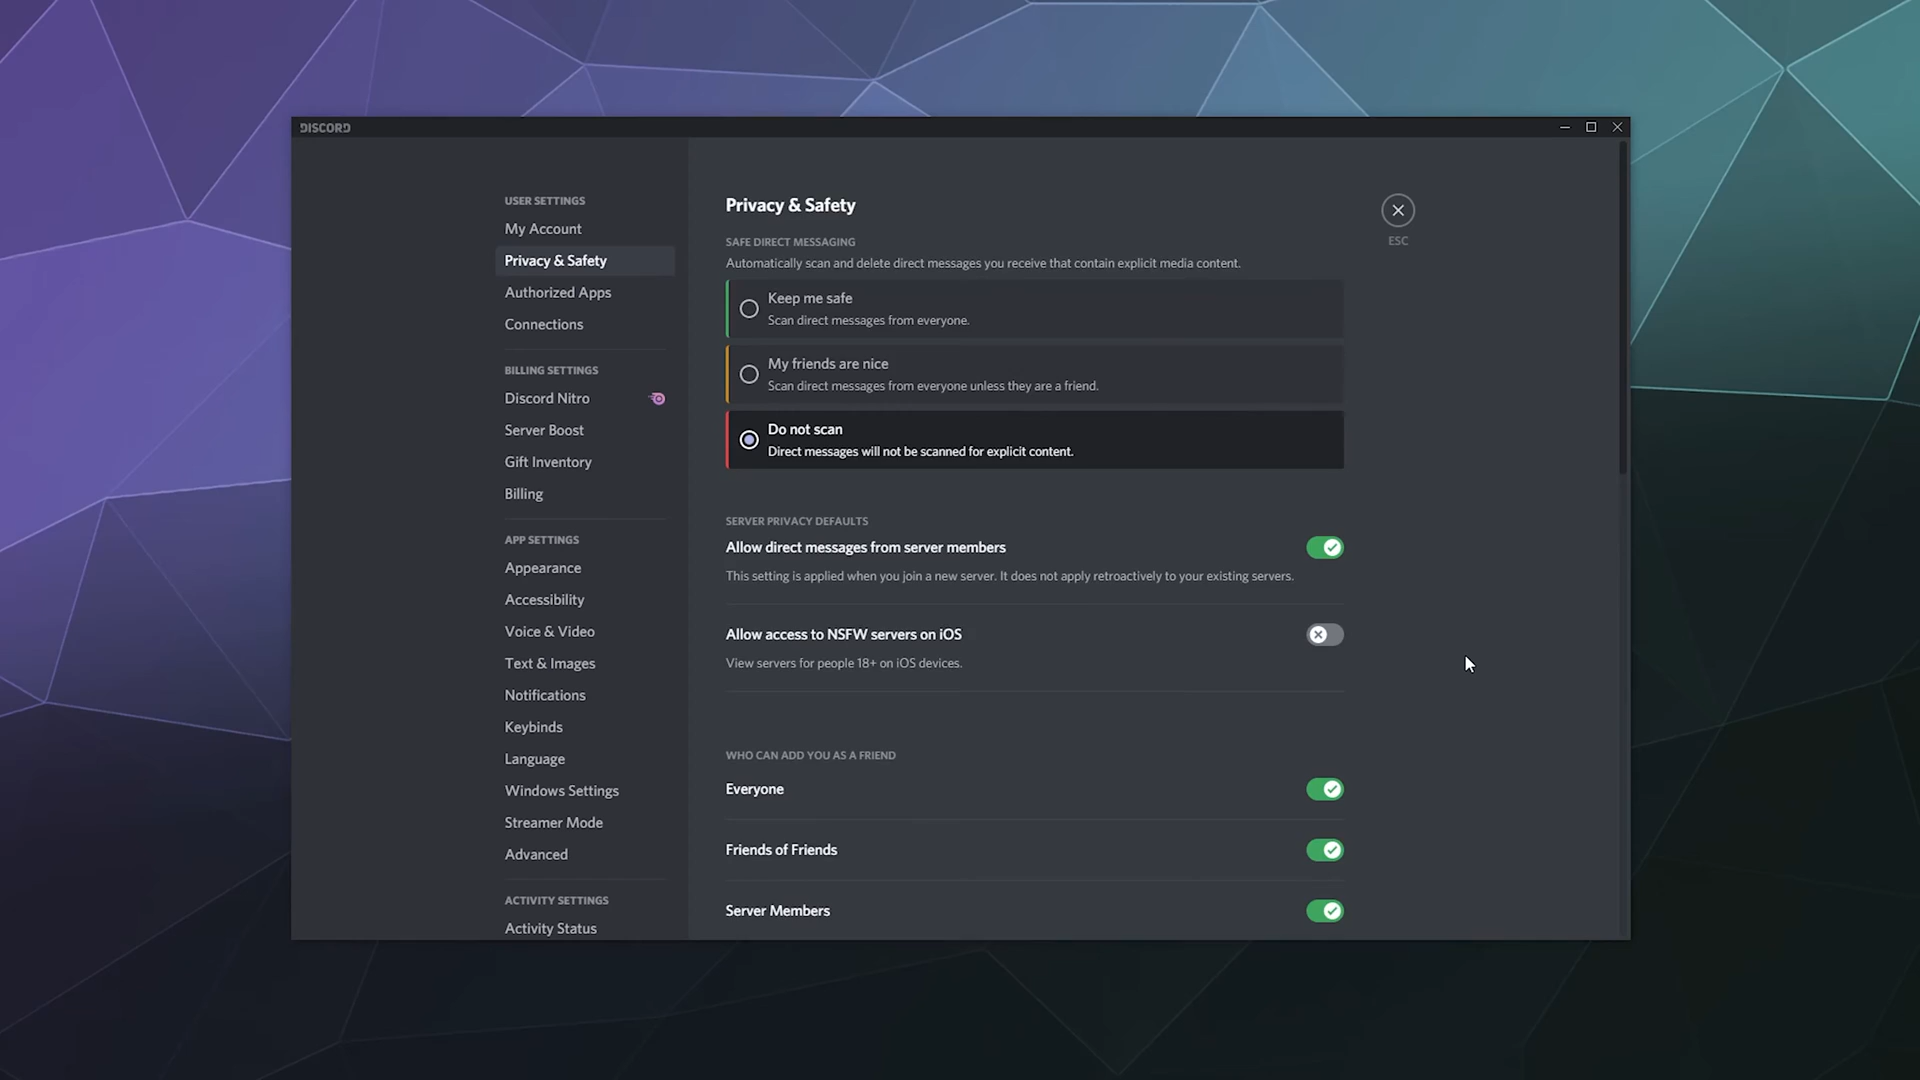 DISCORD
USER SETTINGS
My Account
Privacy & Safety
Authorized Apps
Connections
BILLING SETTINGS
Discord Nitro
Server Boost
Gift Inventory
Billing
APP SETTINGS
Appearance
Accessibility
Voice & Video
Text & Images
Notifications
Keybinds
Language
Windows Settings
Streamer Mode
Advanced
ACTIVITY SETTINGS
Activity Status
Privacy & Safety
ESC
SAFE DIRECT MESSAGING
Automatically scan and delete direct messages you receive that contain explicit media content.
Keep me safe
Scan direct messages from everyone.
My friends are nice
Scan direct messages from everyone unless they are a friend.
Do not scan
Direct messages will not be scanned for explicit content.
SERVER PRIVACY DEFAULTS
Allow direct messages from server members
This setting is applied when you join a new server. It does not apply retroactively to your existing servers.
Allow access to NSFW servers on iOS
View servers for people 18+ on iOS devices.
WHO CAN ADD YOU AS A FRIEND
Everyone
Friends of Friends
Server Members